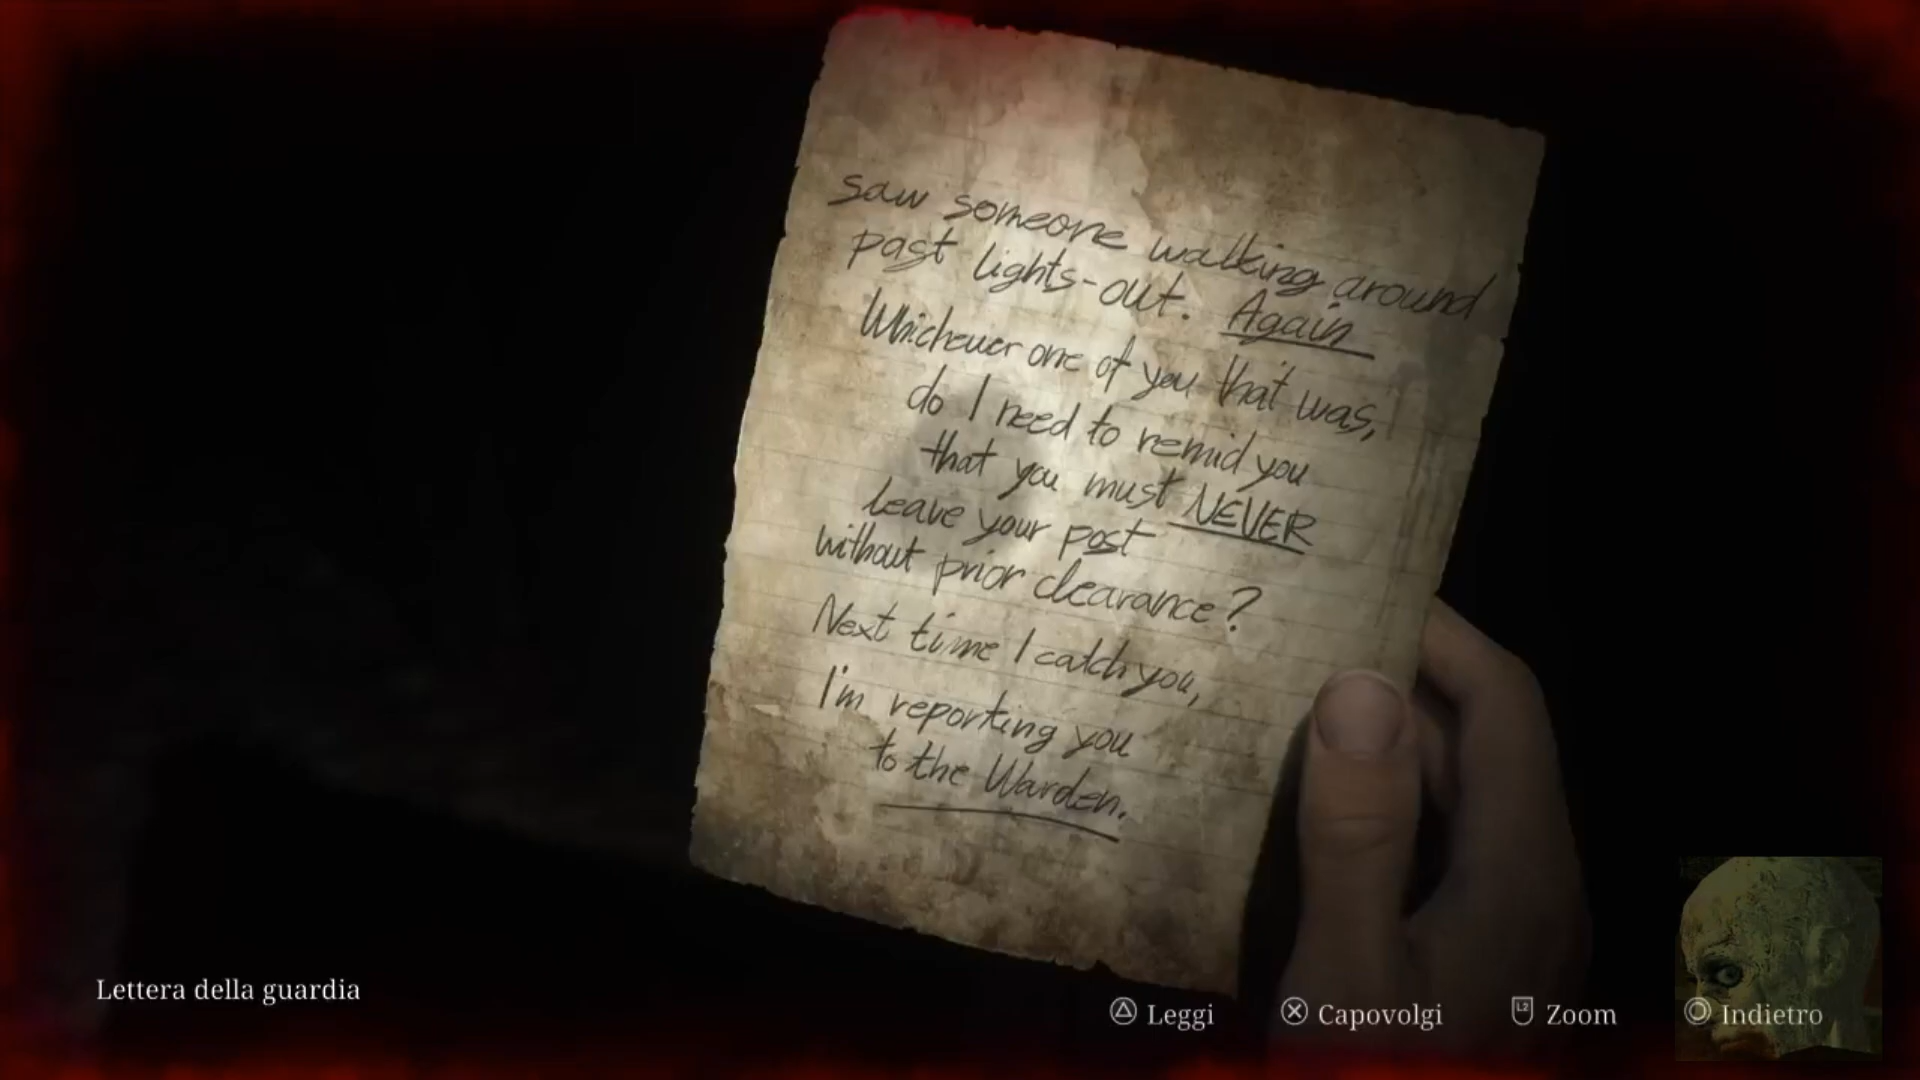 saw someone walking around
past lights-out. Again
Whichever one of you that was,
do I need to remid you
that you must NEVER
leave your post
without prior clearance?
Next time I catch you,
I'm reporting you
to the Warden.
Lettera della guardia
Leggi
Capovolgi
L2 Zoom
Indietro